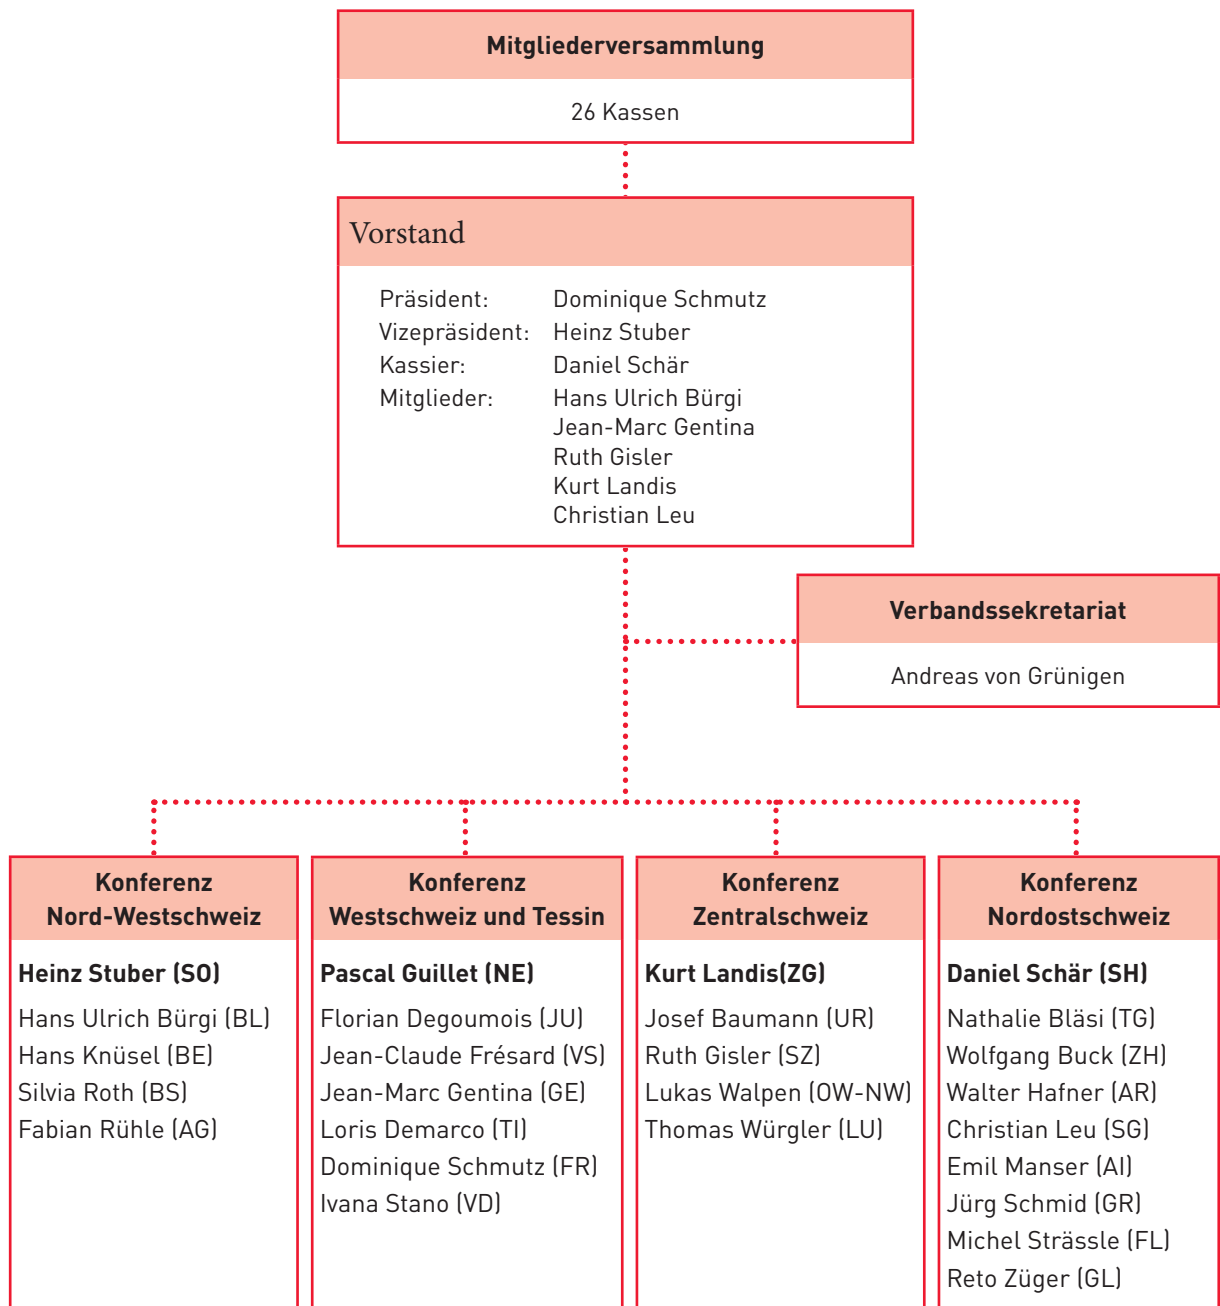 Mitgliederversammlung
26 Kassen
Vorstand
Präsident: Dominique Schmutz
Vizepräsident: Heinz Stuber
Kassier: Daniel Schär
Mitglieder: Hans Ulrich Bürgi
Jean-Marc Gentina
Ruth Gisler
Kurt Landis
Christian Leu
Verbandssekretariat
Andreas von Grünigen
Konferenz
Nord-Westschweiz
Heinz Stuber (SO)
Hans Ulrich Bürgi (BL)
Hans Knüsel (BE)
Silvia Roth (BS)
Fabian Rühle (AG)
Konferenz
Westschweiz und Tessin
Pascal Guillet (NE)
Florian Degoumois (JU)
Jean-Claude Frésard (VS)
Jean-Marc Gentina (GE)
Loris Demarco (TI)
Dominique Schmutz (FR)
Ivana Stano (VD)
Konferenz
Zentralschweiz
Kurt Landis(ZG)
Josef Baumann (UR)
Ruth Gisler (SZ)
Lukas Walpen (OW-NW)
Thomas Würgler (LU)
Konferenz
Nordostschweiz
Daniel Schär (SH)
Nathalie Bläsi (TG)
Wolfgang Buck (ZH)
Walter Hafner (AR)
Christian Leu (SG)
Emil Manser (AI)
Jürg Schmid (GR)
Michel Strässle (FL)
Reto Züger (GL)